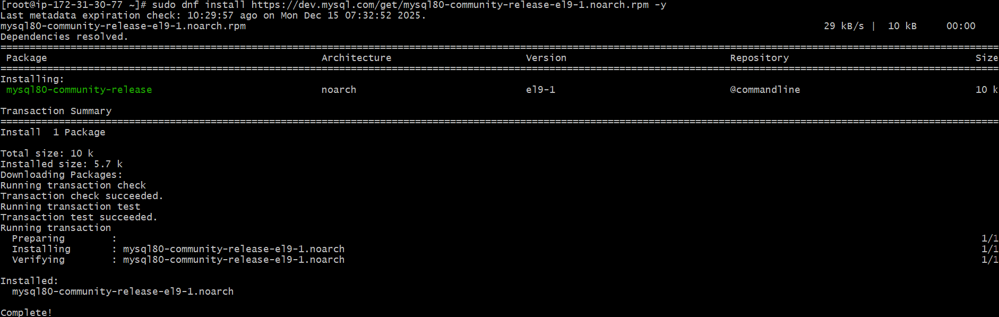 [root@ip-172-31-30-77 ~]# sudo dnf install https://dev.mysql.com/get/mysql80-community-release-el9-1.noarch.rpm -y
Last metadata expiration check: 10:29:57 ago on Mon Dec 15 07:32:52 2025.
mysql80-community-release-el9-1.noarch.rpm 29 kB/s | 10 kB 00:00
Dependencies resolved.
================================================================================
Package Architecture Version Repository Size
================================================================================
Installing:
mysql80-community-release noarch el9-1 @commandline 10 k
Transaction Summary
================================================================================
Install 1 Package
Total size: 10 k
Installed size: 5.7 k
Downloading Packages:
Running transaction check
Transaction check succeeded.
Running transaction test
Transaction test succeeded.
Running transaction
Preparing : 1/1
Installing : mysql80-community-release-el9-1.noarch 1/1
Verifying : mysql80-community-release-el9-1.noarch 1/1
Installed:
mysql80-community-release-el9-1.noarch
Complete!